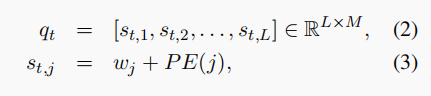 q_t = [s_{t,1}, s_{t,2}, . . . , s_{t,L}] ∈ ℝ^{L×M}, (2)
s_{t,j} = w_j + PE(j), (3)